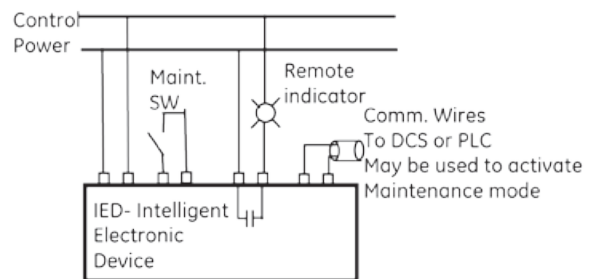 Control
Power
Maint.
SW
Remote
indicator
Comm. Wires
To DCS or PLC
May be used to activate
Maintenance mode
IED- Intelligent
Electronic
Device